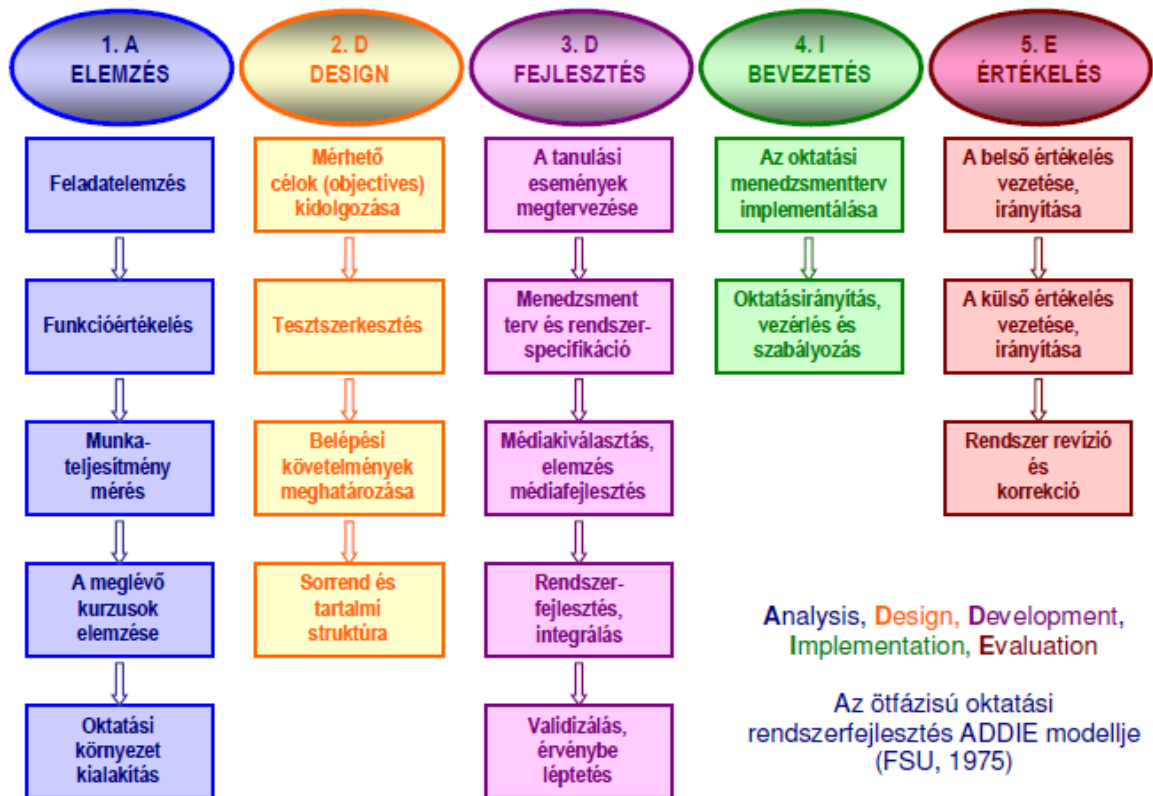 1. A
ELEMZÉS
Feladatelemzés
Funkcióértékelés
Munka-
teljesítmény
mérés
A meglévő
kurzusok
elemzése
Oktatási
környezet
kialakítás
2. D
DESIGN
Mérhető
célok (objectives)
kidolgozása
Tesztszerkesztés
Belépési
követelmények
meghatározása
Sorrend és
tartalmi
struktúra
3. D
FEJLESZTÉS
A tanulási
események
megtervezése
Menedzsment
terv és rendszer-
specifikáció
Médiakiválasztás,
elemzés
médiafejlesztés
Rendszer-
fejlesztés,
integrálás
Validizálás,
érvénybe
léptetés
4. I
BEVEZETÉS
Az oktatási
menedzsmentterv
implementálása
Oktatásirányítás,
vezérlés és
szabályozás
5. E
ÉRTÉKELÉS
A belső értékelés
vezetése,
irányítása
A külső értékelés
vezetése,
irányítása
Rendszer revízió
és
korrekció
Analysis, Design, Development,
Implementation, Evaluation
Az ötfázisú oktatási
rendszerfejlesztés ADDIE modellje
(FSU, 1975)